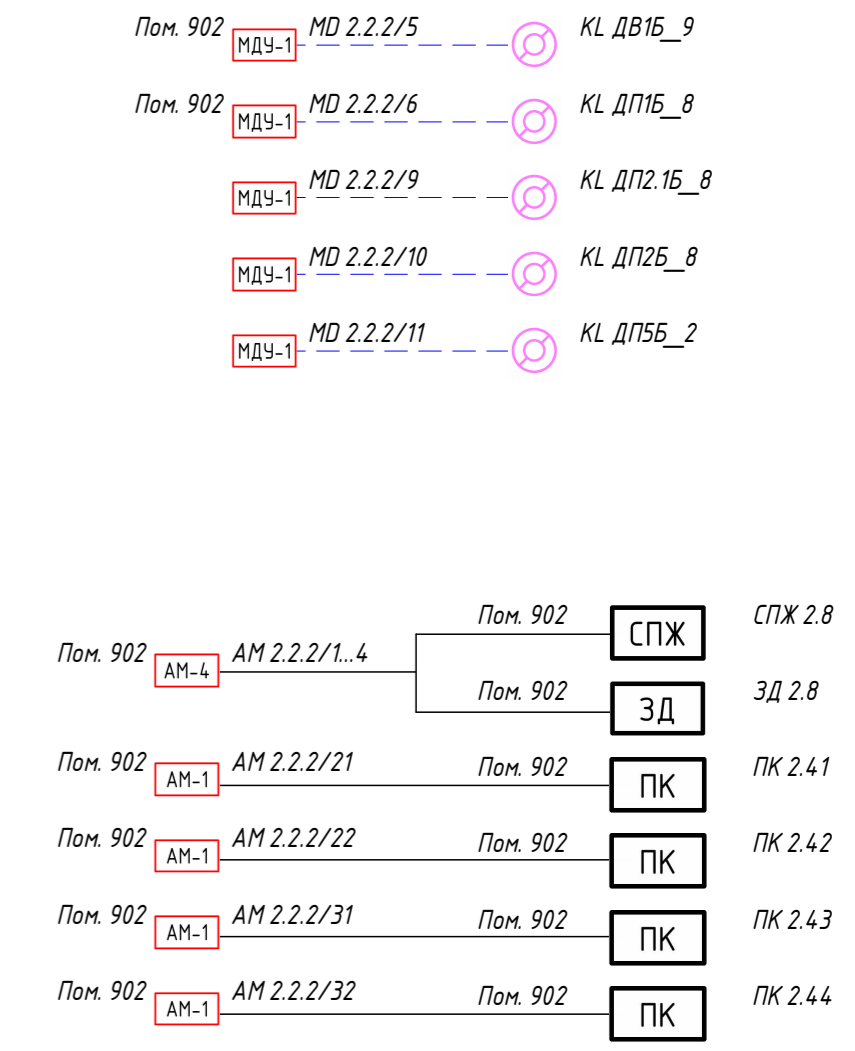 Пом. 902 МДУ-1 MD 2.2.2/5 KL ДВ1Б__9
Пом. 902 МДУ-1 MD 2.2.2/6 KL ДП1Б__8
МДУ-1 MD 2.2.2/9 KL ДП2.1Б__8
МДУ-1 MD 2.2.2/10 KL ДП2Б__8
МДУ-1 MD 2.2.2/11 KL ДП5Б__2
Пом. 902 СПЖ СПЖ 2.8
Пом. 902 АМ-4 АМ 2.2.2/1...4
Пом. 902 ЗД ЗД 2.8
Пом. 902 АМ-1 АМ 2.2.2/21 Пом. 902 ПК ПК 2.41
Пом. 902 АМ-1 АМ 2.2.2/22 Пом. 902 ПК ПК 2.42
Пом. 902 АМ-1 АМ 2.2.2/31 Пом. 902 ПК ПК 2.43
Пом. 902 АМ-1 АМ 2.2.2/32 Пом. 902 ПК ПК 2.44